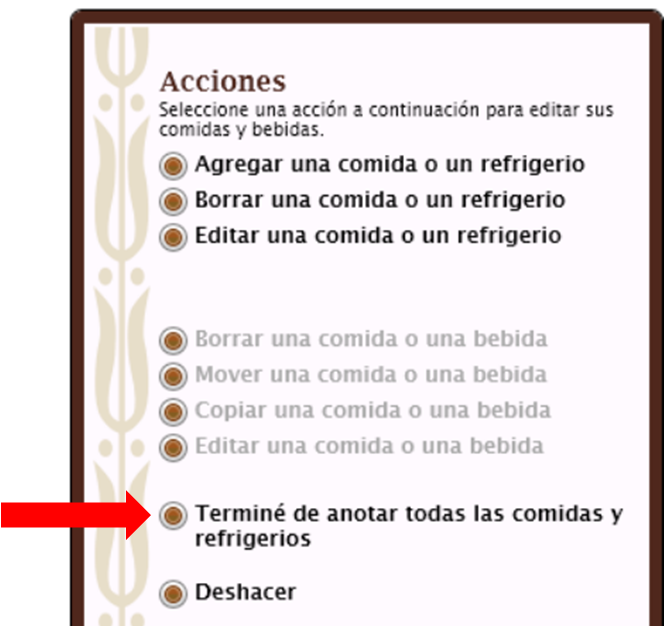 Acciones
Seleccione una acción a continuación para editar sus
comidas y bebidas.
Agregar una comida o un refrigerio
Borrar una comida o un refrigerio
Editar una comida o un refrigerio
Borrar una comida o una bebida
Mover una comida o una bebida
Copiar una comida o una bebida
Editar una comida o una bebida
Terminé de anotar todas las comidas y
refrigerios
Deshacer